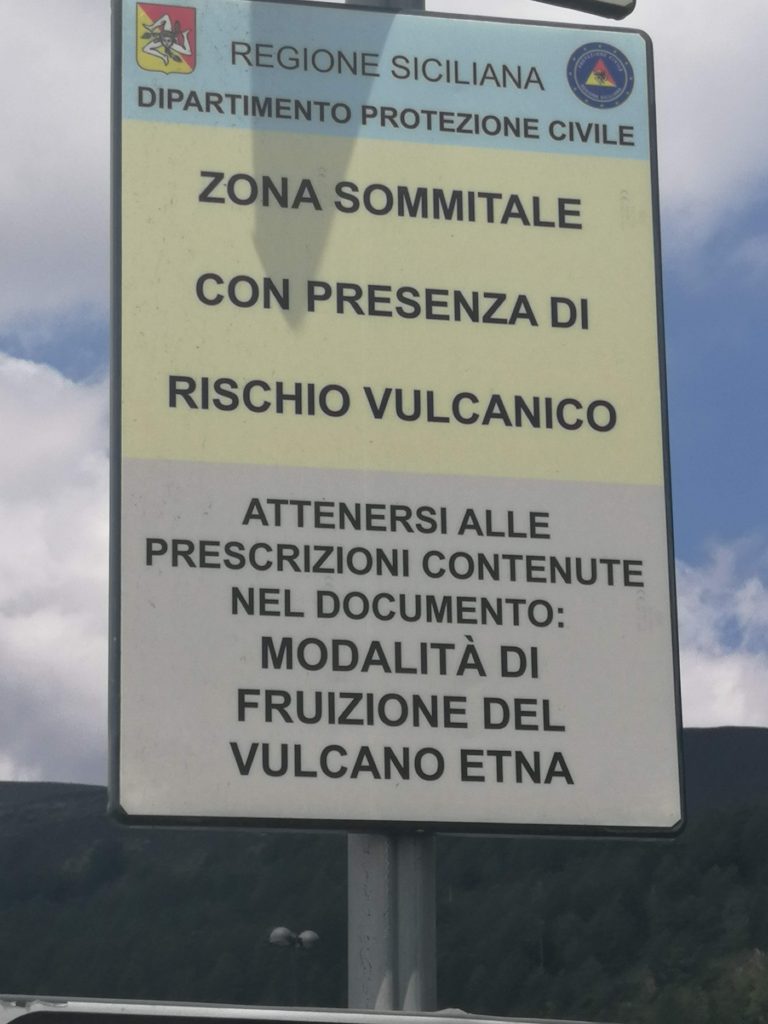 REGIONE SICILIANA
DIPARTIMENTO PROTEZIONE CIVILE
ZONA SOMMITALE
CON PRESENZA DI
RISCHIO VULCANICO
ATTENERSI ALLE
PRESCRIZIONI CONTENUTE
NEL DOCUMENTO:
MODALITÀ DI
FRUIZIONE DEL
VULCANO ETNA